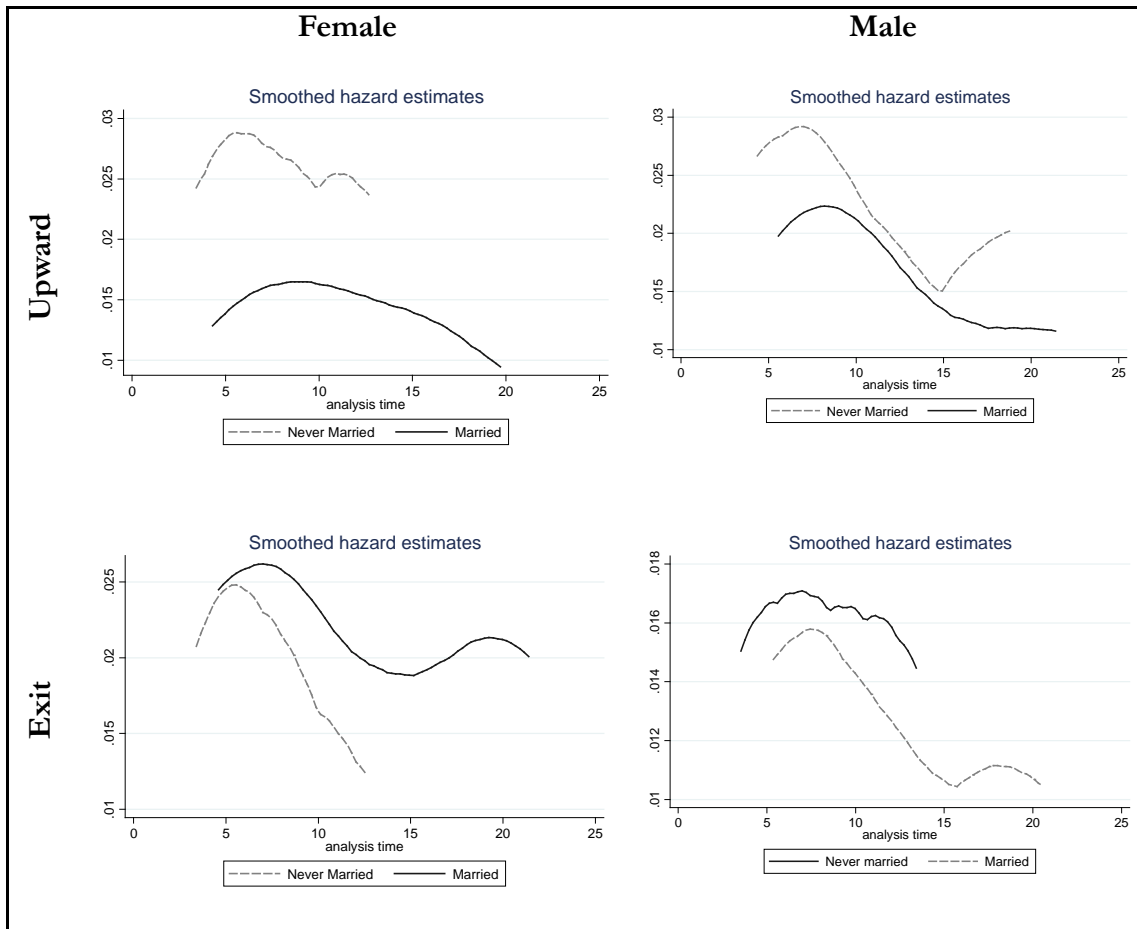 Female Male
Upward
Smoothed hazard estimates
.03
.025
.02
.015
.01
0 5 10 15 20 25
analysis time
Never Married Married
Smoothed hazard estimates
.03
.025
.02
.015
.01
0 5 10 15 20 25
analysis time
Never Married Married
Exit
Smoothed hazard estimates
.025
.02
.015
.01
0 5 10 15 20 25
analysis time
Never Married Married
Smoothed hazard estimates
.018
.016
.014
.012
.01
0 5 10 15 20 25
analysis time
Never married Married